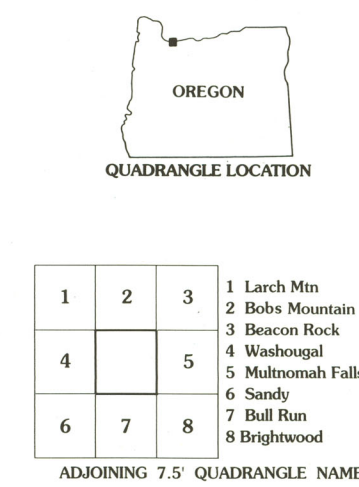 OREGON
QUADRANGLE LOCATION
1 2 3
4 5
6 7 8
1 Larch Mtn
2 Bobs Mountain
3 Beacon Rock
4 Washougal
5 Multnomah Falls
6 Sandy
7 Bull Run
8 Brightwood
ADJOINING 7.5' QUADRANGLE NAME